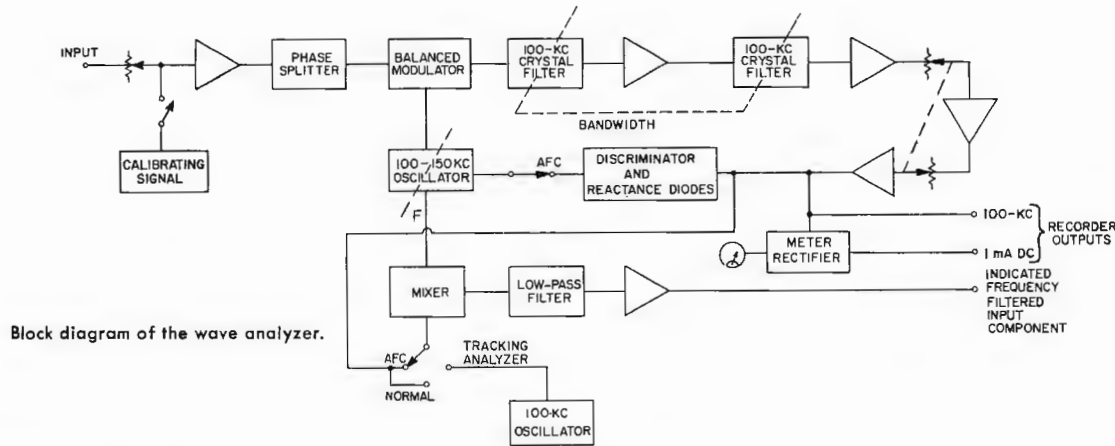 INPUT
PHASE
SPLITTER
BALANCED
MODULATOR
100-KC
CRYSTAL
FILTER
100-KC
CRYSTAL
FILTER
BANDWIDTH
CALIBRATING
SIGNAL
100-150KC
OSCILLATOR
AFC
DISCRIMINATOR
AND
REACTANCE DIODES
F
100-KC
1 mA DC
RECORDER
OUTPUTS
METER
RECTIFIER
MIXER
LOW-PASS
FILTER
INDICATED
FREQUENCY
FILTERED
INPUT
COMPONENT
Block diagram of the wave analyzer.
AFC
TRACKING
ANALYZER
NORMAL
100-KC
OSCILLATOR